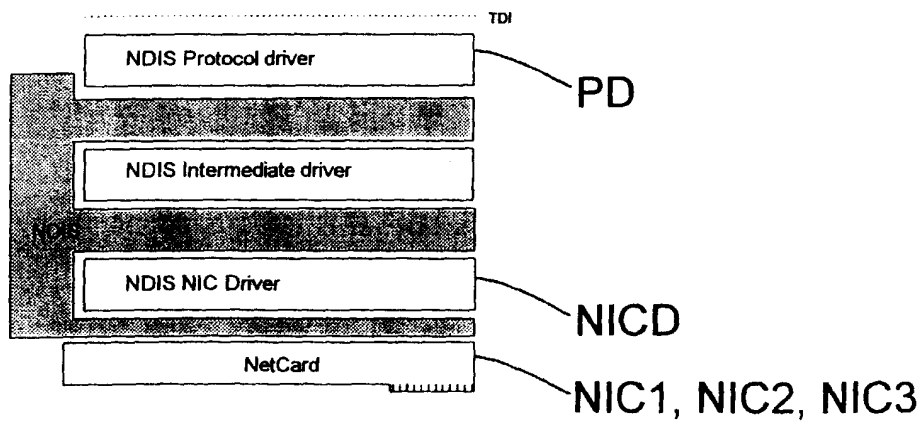 TDI
NDIS Protocol driver
PD
NDIS Intermediate driver
NDIS
NDIS NIC Driver
NICD
NetCard
NIC1, NIC2, NIC3